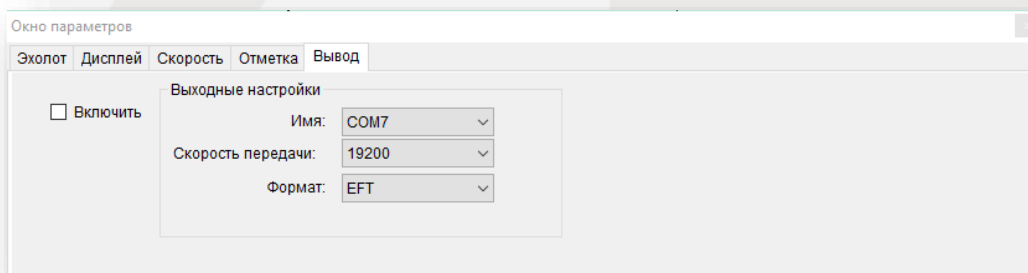 Окно параметров
Эхолот Дисплей Скорость Отметка Вывод
Выходные настройки
Включить
Имя: COM7
Скорость передачи: 19200
Формат: EFT